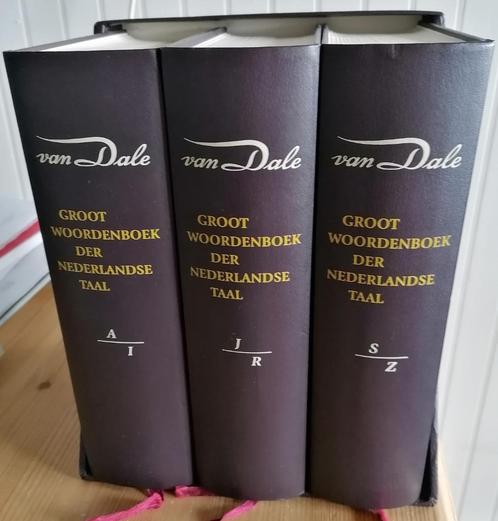 van Dale
GROOT
WOORDENBOEK
DER
NEDERLANDSE
TAAL
A
I
van Dale
GROOT
WOORDENBOEK
DER
NEDERLANDSE
TAAL
J
R
van Dale
GROOT
WOORDENBOEK
DER
NEDERLANDSE
TAAL
S
Z